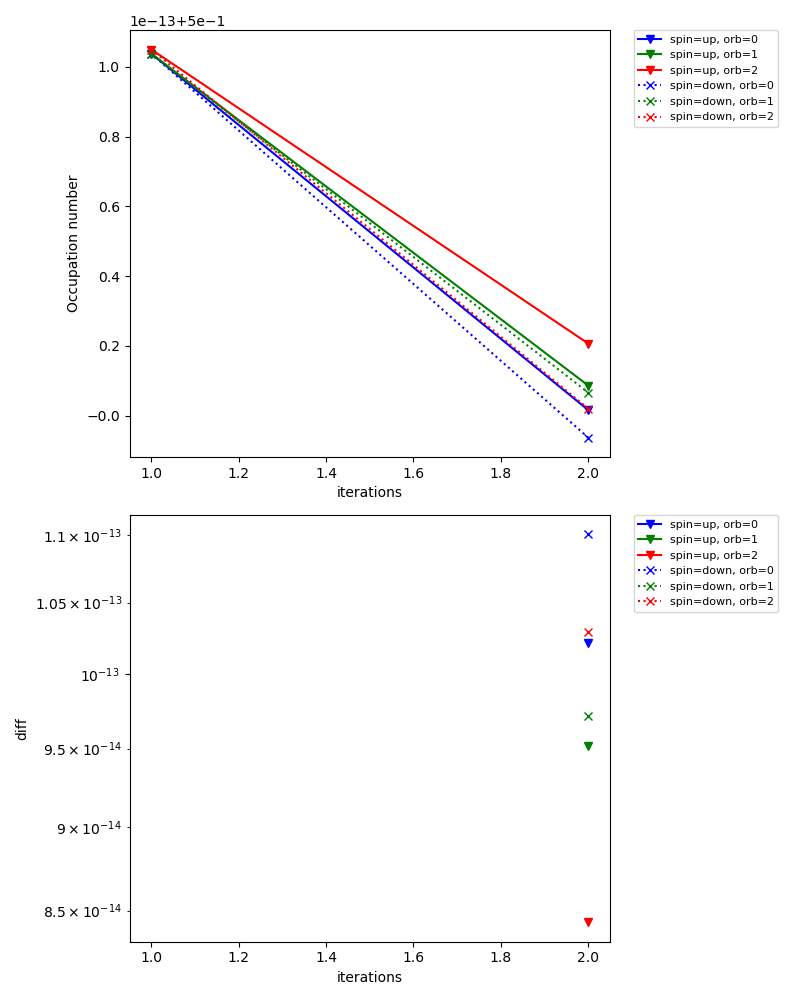 1e−13+5e−1
1.0
0.8
0.6
0.4
0.2
−0.0
Occupation number
1.0 1.2 1.4 1.6 1.8 2.0
iterations
spin=up, orb=0
spin=up, orb=1
spin=up, orb=2
spin=down, orb=0
spin=down, orb=1
spin=down, orb=2
1.1 × 10⁻¹³
1.05 × 10⁻¹³
10⁻¹³
9.5 × 10⁻¹⁴
9 × 10⁻¹⁴
8.5 × 10⁻¹⁴
diff
1.0 1.2 1.4 1.6 1.8 2.0
iterations
spin=up, orb=0
spin=up, orb=1
spin=up, orb=2
spin=down, orb=0
spin=down, orb=1
spin=down, orb=2